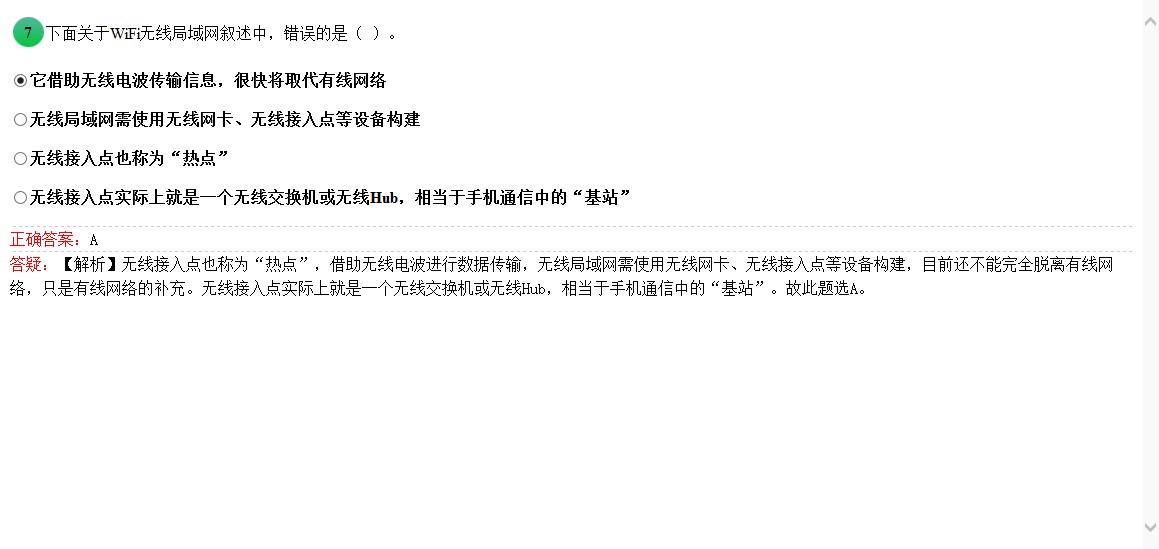 7 下面关于WiFi无线局域网叙述中，错误的是（ ）。
它借助无线电波传输信息，很快将取代有线网络
无线局域网需使用无线网卡、无线接入点等设备构建
无线接入点也称为“热点”
无线接入点实际上就是一个无线交换机或无线Hub，相当于手机通信中的“基站”
正确答案：A
答疑：【解析】无线接入点也称为“热点”，借助无线电波进行数据传输，无线局域网需使用无线网卡、无线接入点等设备构建，目前还不能完全脱离有线网
络，只是有线网络的补充。无线接入点实际上就是一个无线交换机或无线Hub，相当于手机通信中的“基站”。故此题选A。